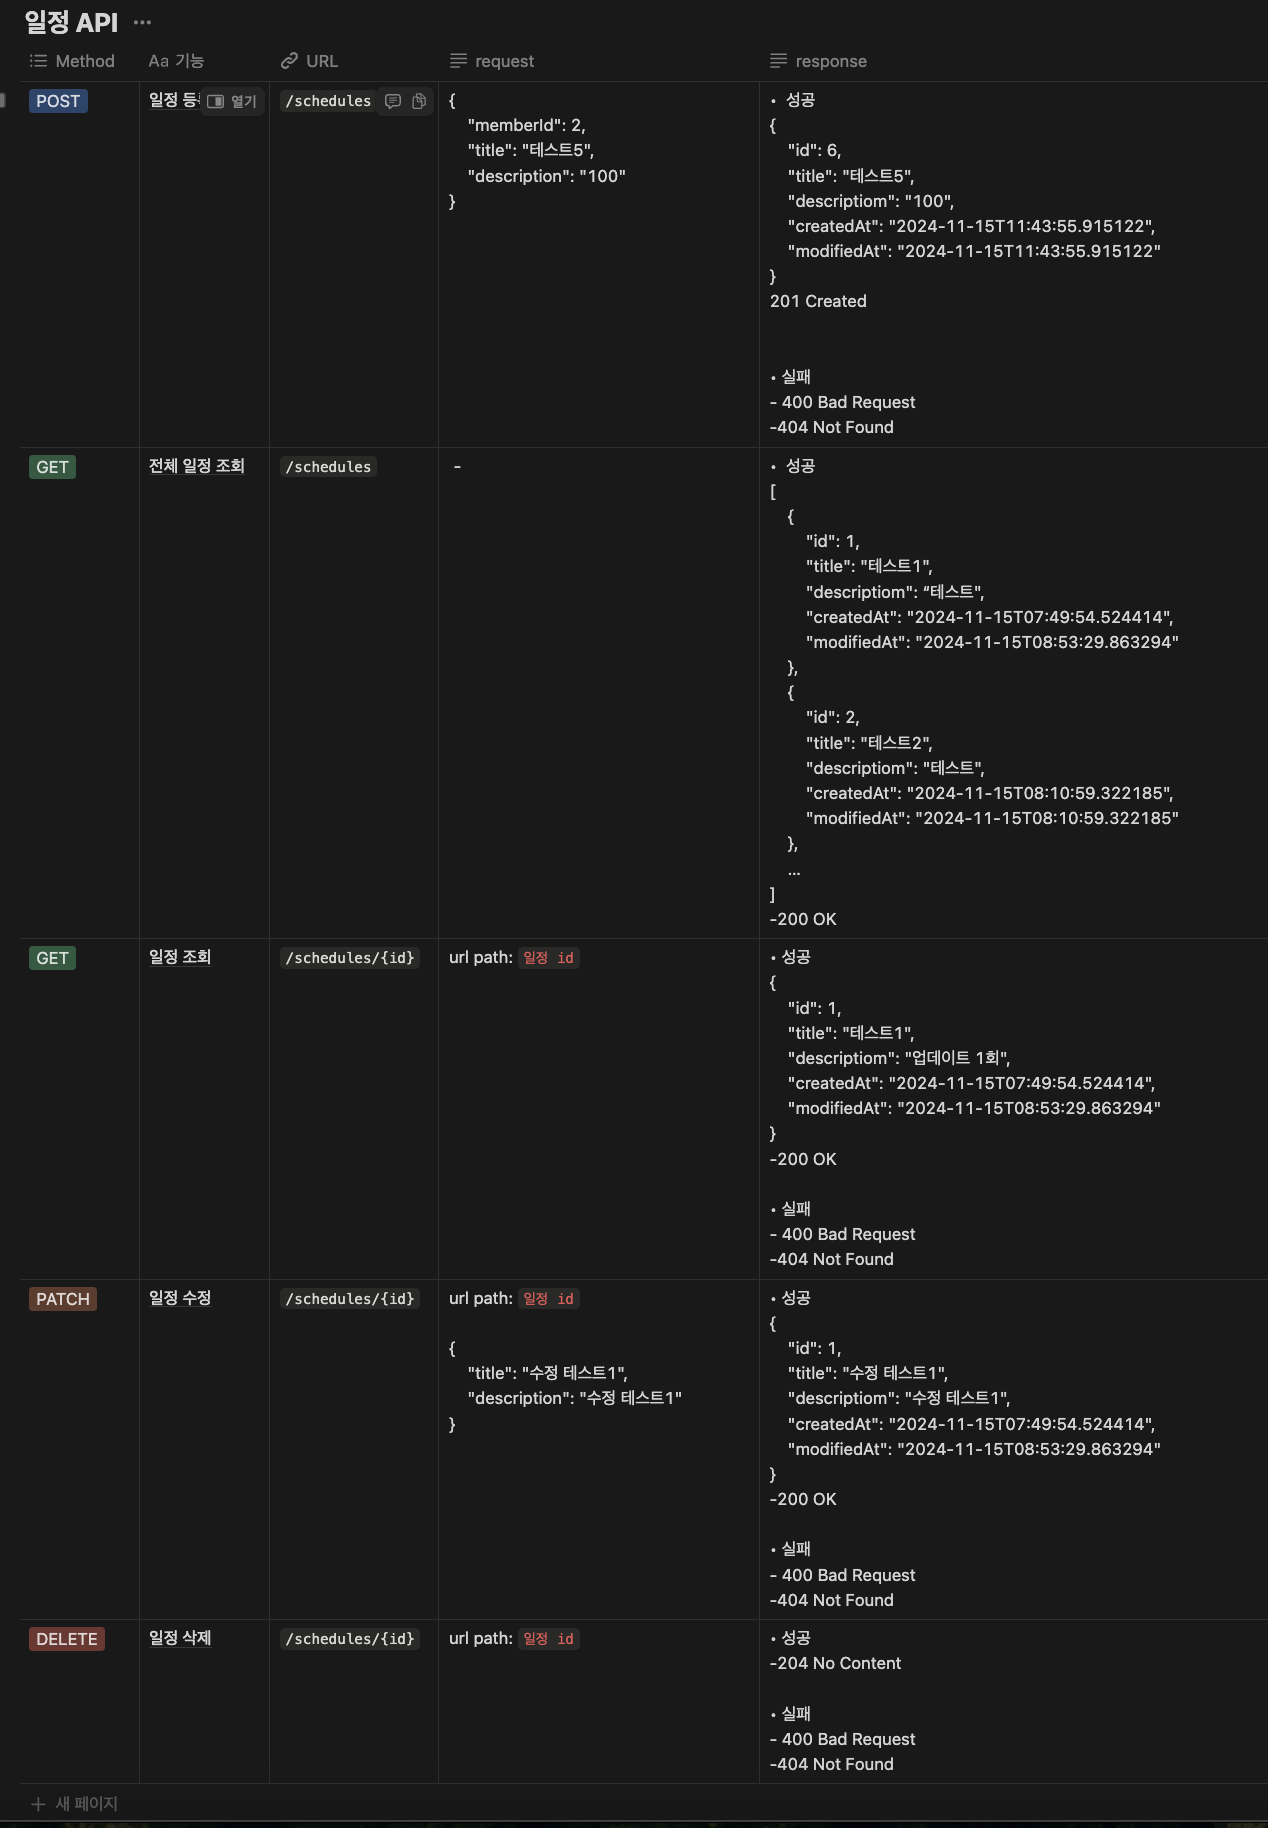 일정 API ···
Method Aa 기능 URL request response
POST
일정 등 열기
/schedules
{
"memberId": 2,
"title": "테스트5",
"description": "100"
}
• 성공
{
"id": 6,
"title": "테스트5",
"descriptiom": "100",
"createdAt": "2024-11-15T11:43:55.915122",
"modifiedAt": "2024-11-15T11:43:55.915122"
}
201 Created
• 실패
- 400 Bad Request
-404 Not Found
GET
전체 일정 조회
/schedules
-
• 성공
[
{
"id": 1,
"title": "테스트1",
"descriptiom": “테스트",
"createdAt": "2024-11-15T07:49:54.524414",
"modifiedAt": "2024-11-15T08:53:29.863294"
},
{
"id": 2,
"title": "테스트2",
"descriptiom": "테스트",
"createdAt": "2024-11-15T08:10:59.322185",
"modifiedAt": "2024-11-15T08:10:59.322185"
},
...
]
-200 OK
GET
일정 조회
/schedules/{id}
url path: 일정 id
• 성공
{
"id": 1,
"title": "테스트1",
"descriptiom": "업데이트 1회",
"createdAt": "2024-11-15T07:49:54.524414",
"modifiedAt": "2024-11-15T08:53:29.863294"
}
-200 OK
• 실패
- 400 Bad Request
-404 Not Found
PATCH
일정 수정
/schedules/{id}
url path: 일정 id
{
"title": "수정 테스트1",
"description": "수정 테스트1"
}
• 성공
{
"id": 1,
"title": "수정 테스트1",
"descriptiom": "수정 테스트1",
"createdAt": "2024-11-15T07:49:54.524414",
"modifiedAt": "2024-11-15T08:53:29.863294"
}
-200 OK
• 실패
- 400 Bad Request
-404 Not Found
DELETE
일정 삭제
/schedules/{id}
url path: 일정 id
• 성공
-204 No Content
• 실패
- 400 Bad Request
-404 Not Found
+ 새 페이지